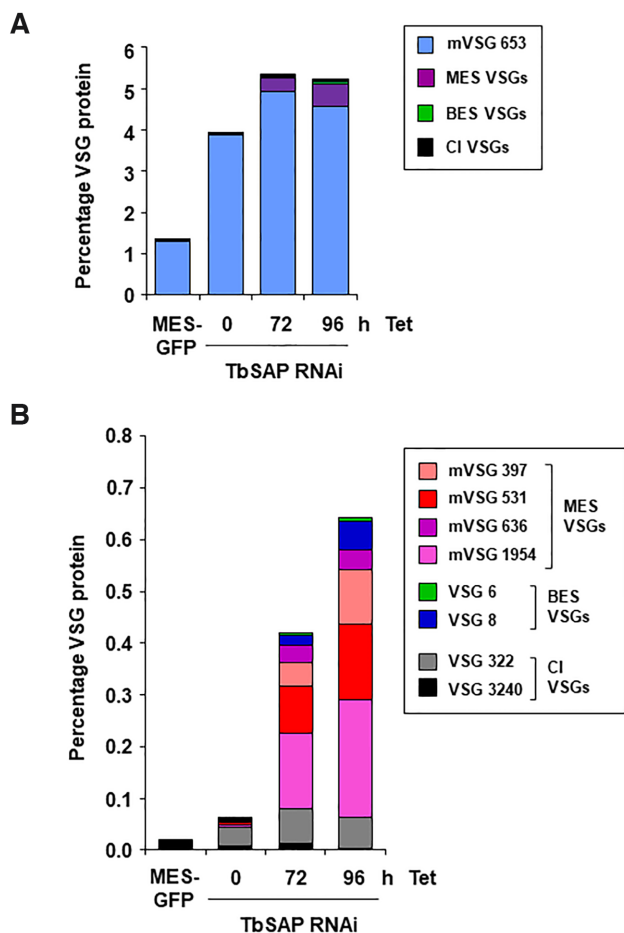 A
Percentage VSG protein
6
5
4
3
2
1
0
MES-GFP
0
72
96
h
Tet
TbSAP RNAi
mVSG 653
MES VSGs
BES VSGs
CI VSGs
B
Percentage VSG protein
0.8
0.7
0.6
0.5
0.4
0.3
0.2
0.1
0.0
MES-
GFP
0
72
96
h
Tet
TbSAP RNAi
mVSG 397
mVSG 531
mVSG 636
mVSG 1954
MES
VSGs
VSG 6
VSG 8
BES
VSGs
VSG 322
VSG 3240
CI
VSGs